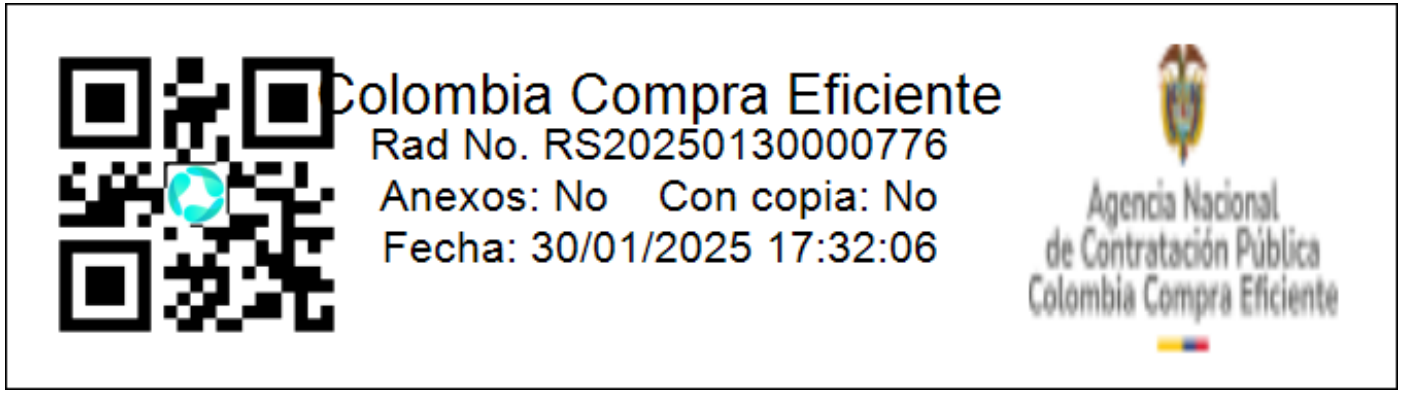 Colombia Compra Eficiente
Rad No. RS20250130000776
Anexos: No Con copia: No
Fecha: 30/01/2025 17:32:06
Agencia Nacional
de Contratación Pública
Colombia Compra Eficiente